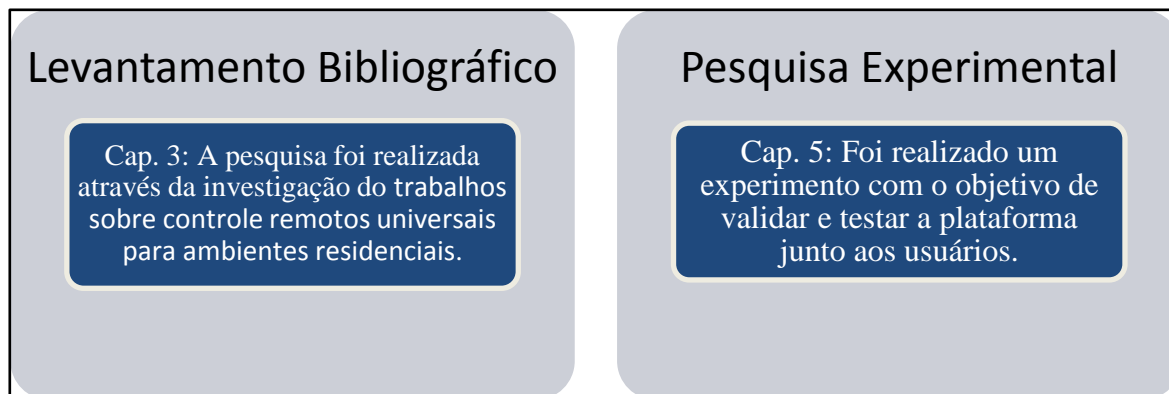 Levantamento Bibliográfico
Cap. 3: A pesquisa foi realizada
através da investigação do trabalhos
sobre controle remotos universais
para ambientes residenciais.
Pesquisa Experimental
Cap. 5: Foi realizado um
experimento com o objetivo de
validar e testar a plataforma
junto aos usuários.